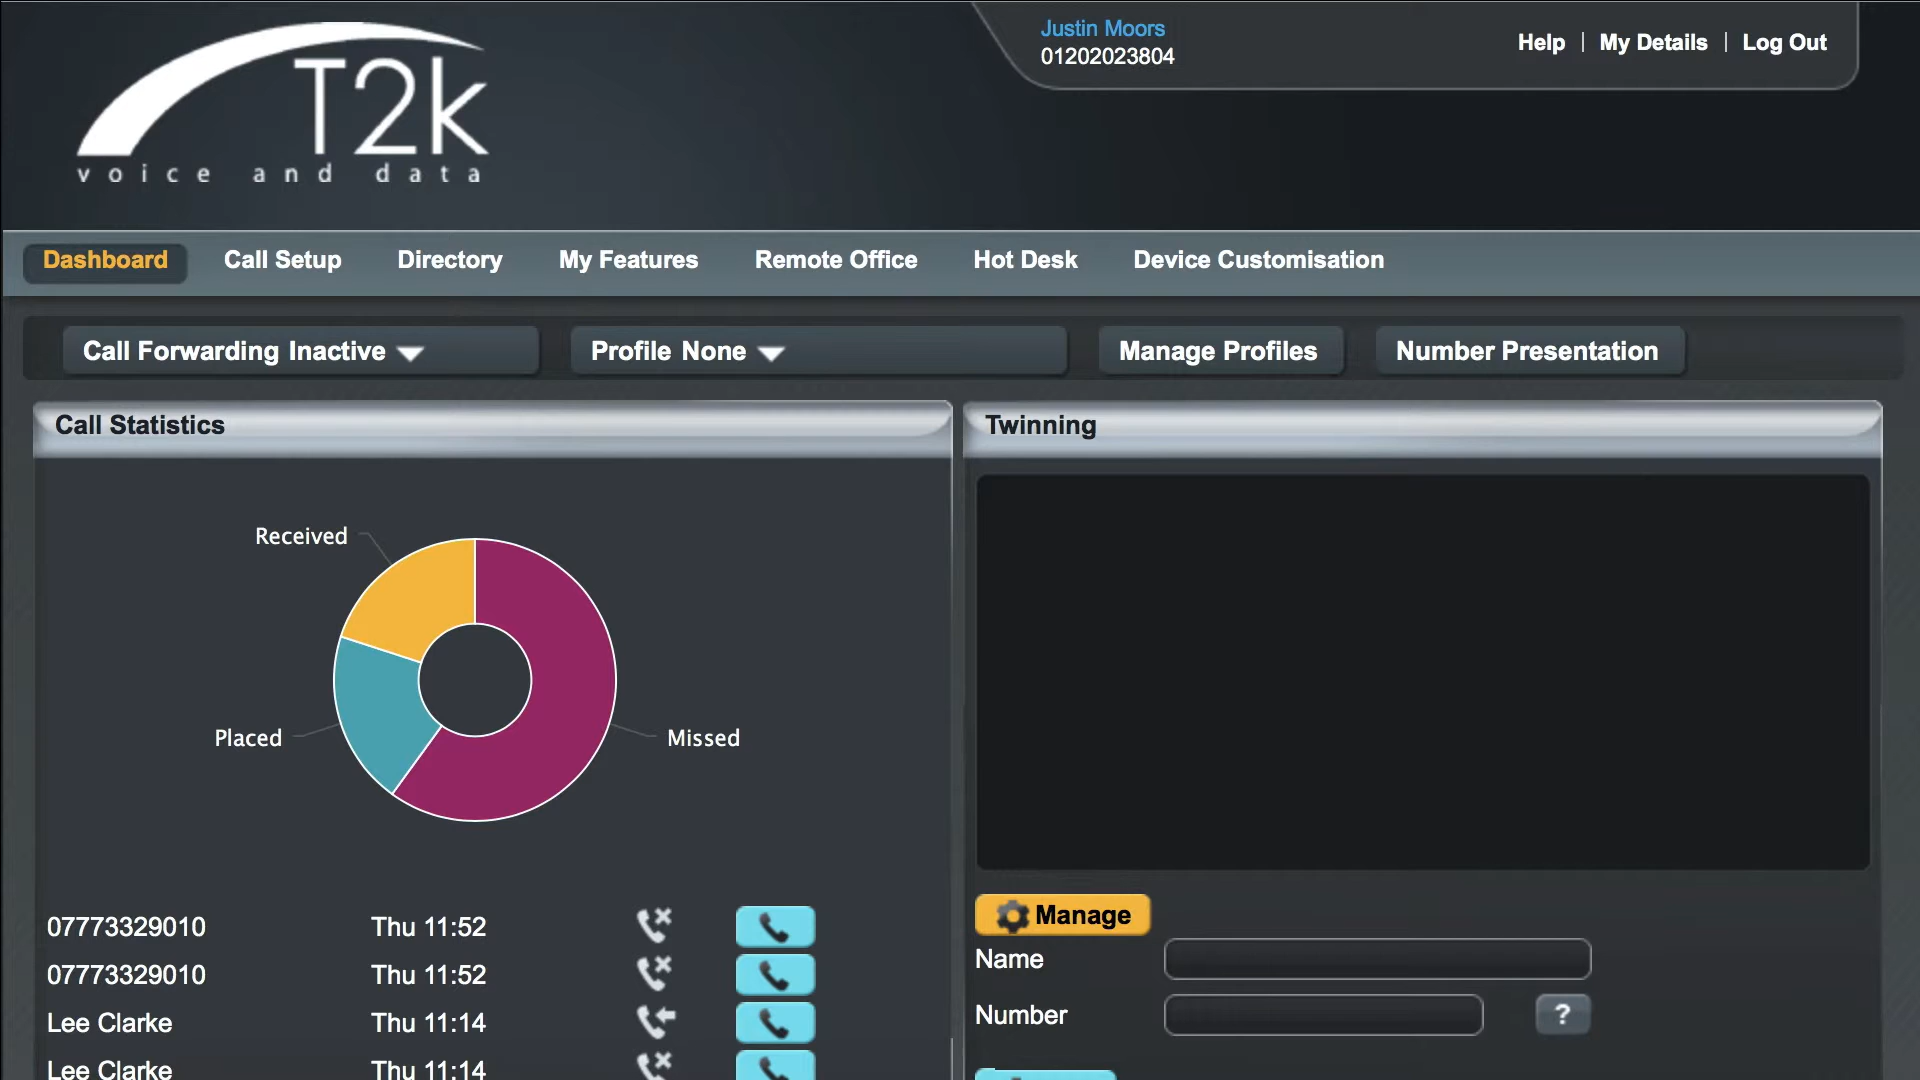 T2k
voice and data
Justin Moors
01202023804
Help | My Details | Log Out
Dashboard Call Setup Directory My Features Remote Office Hot Desk Device Customisation
Call Forwarding Inactive Profile None Manage Profiles Number Presentation
Call Statistics
Received
Placed
Missed
07773329010 Thu 11:52
07773329010 Thu 11:52
Lee Clarke Thu 11:14
Lee Clarke Thu 11:14
Twinning
Manage
Name
Number ?